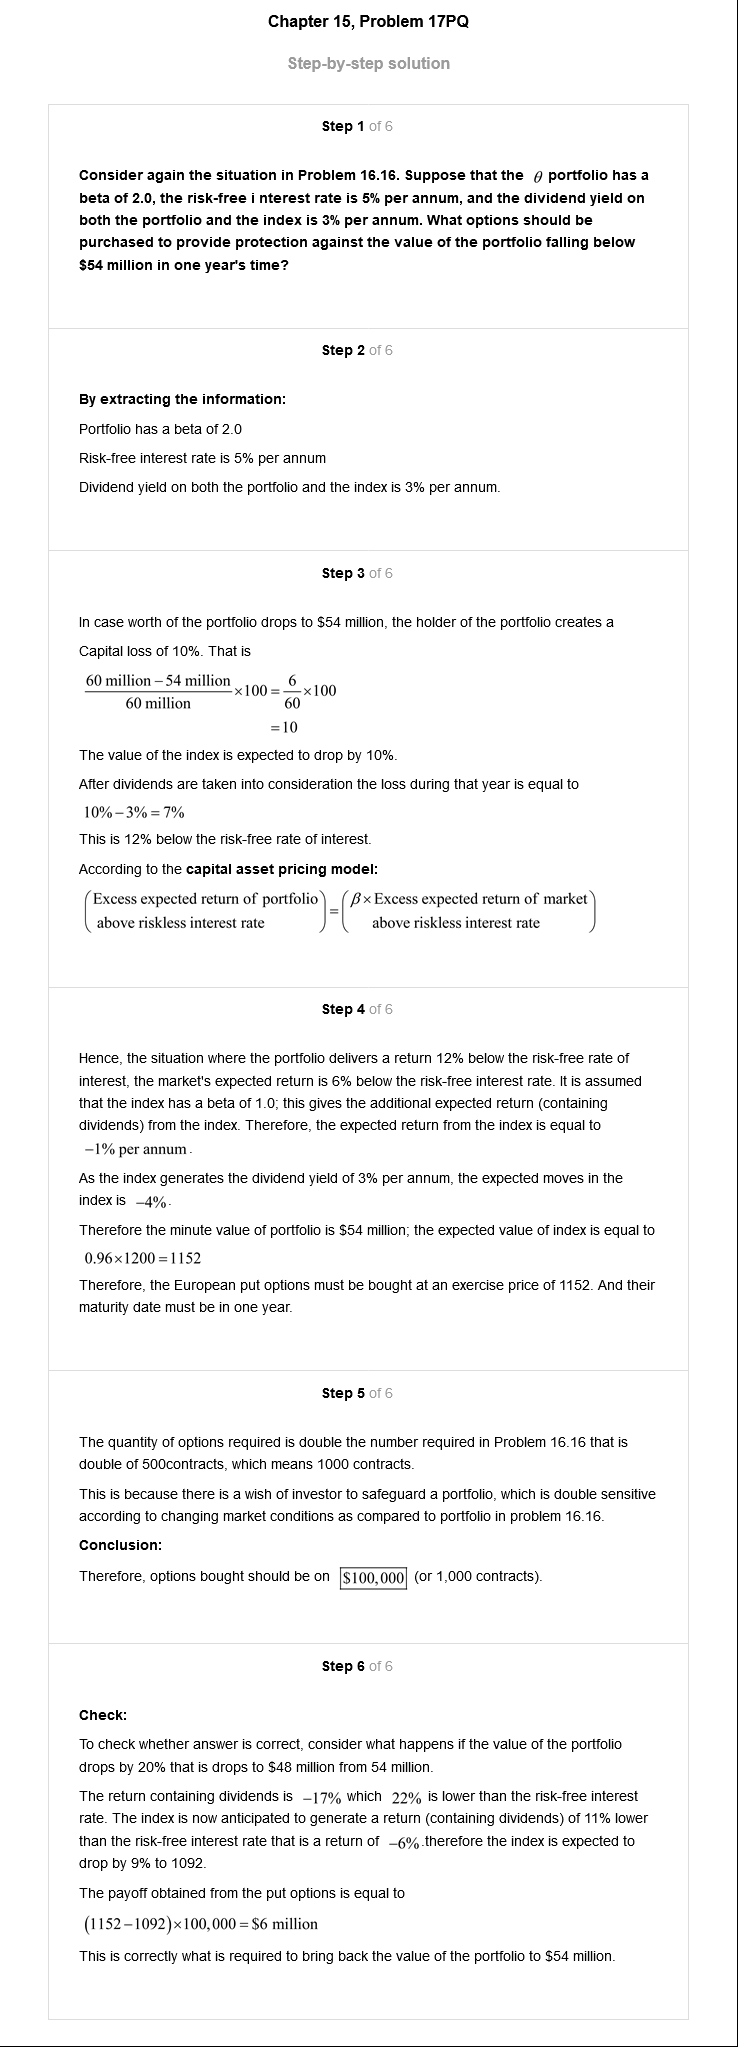 Chapter 15, Problem 17PQ
Step-by-step solution
Step 1 of 6
Consider again the situation in Problem 16.16. Suppose that the θ portfolio has a
beta of 2.0, the risk-free i nterest rate is 5% per annum, and the dividend yield on
both the portfolio and the index is 3% per annum. What options should be
purchased to provide protection against the value of the portfolio falling below
$54 million in one year's time?
Step 2 of 6
By extracting the information:
Portfolio has a beta of 2.0
Risk-free interest rate is 5% per annum
Dividend yield on both the portfolio and the index is 3% per annum.
Step 3 of 6
In case worth of the portfolio drops to $54 million, the holder of the portfolio creates a
Capital loss of 10%. That is
60 million – 54 million
60 million
×100 =
6
60
×100
=10
The value of the index is expected to drop by 10%.
After dividends are taken into consideration the loss during that year is equal to
10% – 3% = 7%
This is 12% below the risk-free rate of interest.
According to the capital asset pricing model:
(Excess expected return of portfolio
above riskless interest rate)
=
(β × Excess expected return of market
above riskless interest rate)
Step 4 of 6
Hence, the situation where the portfolio delivers a return 12% below the risk-free rate of
interest, the market's expected return is 6% below the risk-free interest rate. It is assumed
that the index has a beta of 1.0; this gives the additional expected return (containing
dividends) from the index. Therefore, the expected return from the index is equal to
–1% per annum.
As the index generates the dividend yield of 3% per annum, the expected moves in the
index is –4%.
Therefore the minute value of portfolio is $54 million; the expected value of index is equal to
0.96×1200 =1152
Therefore, the European put options must be bought at an exercise price of 1152. And their
maturity date must be in one year.
Step 5 of 6
The quantity of options required is double the number required in Problem 16.16 that is
double of 500contracts, which means 1000 contracts.
This is because there is a wish of investor to safeguard a portfolio, which is double sensitive
according to changing market conditions as compared to portfolio in problem 16.16.
Conclusion:
Therefore, options bought should be on $100,000 (or 1,000 contracts).
Step 6 of 6
Check:
To check whether answer is correct, consider what happens if the value of the portfolio
drops by 20% that is drops to $48 million from 54 million.
The return containing dividends is –17% which 22% is lower than the risk-free interest
rate. The index is now anticipated to generate a return (containing dividends) of 11% lower
than the risk-free interest rate that is a return of –6%.therefore the index is expected to
drop by 9% to 1092.
The payoff obtained from the put options is equal to
(1152 – 1092)×100,000 = $6 million
This is correctly what is required to bring back the value of the portfolio to $54 million.